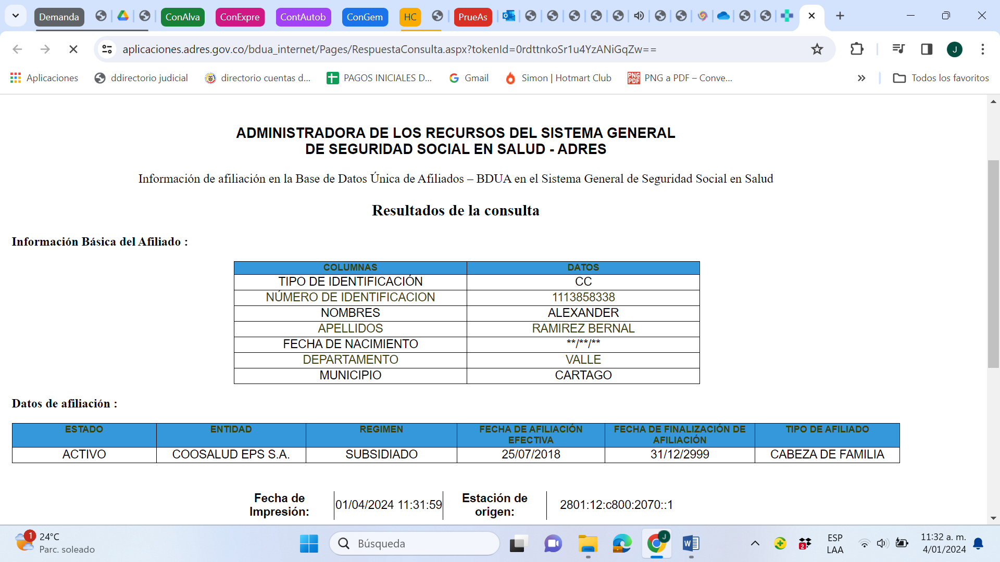 Demanda ConAlva ConExpre ContAutob ConGem HC PrueAs
aplicaciones.adres.gov.co/bdua_internet/Pages/RespuestaConsulta.aspx?tokenId=0rdttnkoSr1u4YzANiGqZw==
J
Aplicaciones ddirectorio judicial directorio cuentas d... PAGOS INICIALES D... Gmail Simon | Hotmart Club PNG a PDF – Conve... » Todos los favoritos
ADMINISTRADORA DE LOS RECURSOS DEL SISTEMA GENERAL
DE SEGURIDAD SOCIAL EN SALUD - ADRES
Información de afiliación en la Base de Datos Única de Afiliados – BDUA en el Sistema General de Seguridad Social en Salud
Resultados de la consulta
Información Básica del Afiliado :
COLUMNAS DATOS
TIPO DE IDENTIFICACIÓN CC
NÚMERO DE IDENTIFICACION 1113858338
NOMBRES ALEXANDER
APELLIDOS RAMIREZ BERNAL
FECHA DE NACIMIENTO **/**/**
DEPARTAMENTO VALLE
MUNICIPIO CARTAGO
Datos de afiliación :
ESTADO ENTIDAD REGIMEN FECHA DE AFILIACIÓN EFECTIVA FECHA DE FINALIZACIÓN DE AFILIACIÓN TIPO DE AFILIADO
ACTIVO COOSALUD EPS S.A. SUBSIDIADO 25/07/2018 31/12/2999 CABEZA DE FAMILIA
Fecha de Impresión: 01/04/2024 11:31:59 Estación de origen: 2801:12:c800:2070::1
1 24°C
Parc. soleado
Búsqueda
J
2
ESP
LAA
11:32 a. m.
4/01/2024